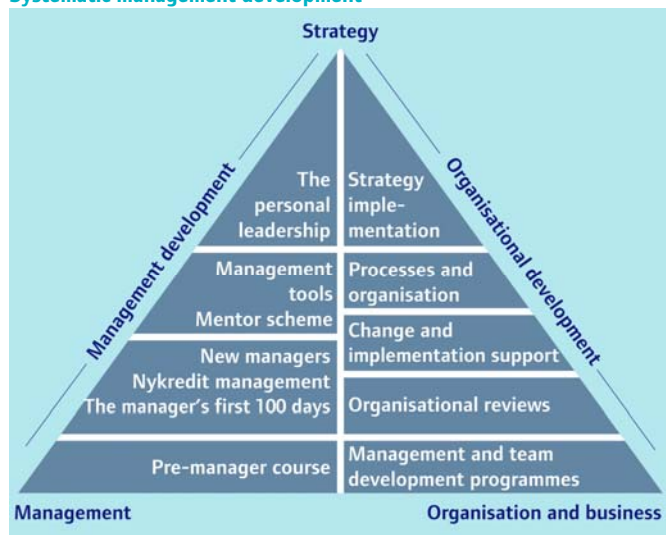 Systematic management development
Strategy
Management development
Organisational development
The
personal
leadership
Strategy
imple-
mentation
Management
tools
Mentor scheme
Processes and
organisation
Change and
implementation support
New managers
Nykredit management
The manager's first 100 days
Organisational reviews
Pre-manager course
Management and team
development programmes
Management
Organisation and business